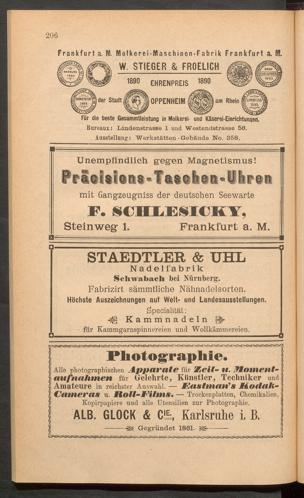 206
Frankfurt a. M. Molkerei-Maschinen-Fabrik Frankfurt a. M.
W. STIEGER & FROELICH
1890 EHRENPREIS 1890
der Stadt OPPENHEIM am Rhein
für die beste Gesammtleistung in Molkerei- und Käserei-Einrichtungen.
Bureau: Lindenstrasse 1 und Westendstrasse 58.
Ausstellung: Werkstätten-Gebäude No. 358.
Unempfindlich gegen Magnetismus!
Präcisions-Taschen-Uhren
mit Gangzeugniss der deutschen Seewarte
F. SCHLESICKY,
Steinweg 1. Frankfurt a. M.
STAEDTLER & UHL
Nadelfabrik
Schwabach bei Nürnberg.
Fabrizirt sämmtliche Nähnadelsorten.
Höchste Auszeichnungen auf Welt- und Landesausstellungen.
Specialität:
Kammnadeln
für Kammgarnspinnereien und Wollkämmereien.
Photographie.
Alle photographischen Apparate für Zeit- u. Moment-
aufnahmen für Gelehrte, Künstler, Techniker und
Amateure in reichster Auswahl. — Eastman's Kodak-
Cameras u. Roll-Films. — Trockenplatten, Chemikalien,
Kopirpapiere und alle Utensilien zur Photographie.
ALB. GLOCK & CIE., Karlsruhe i. B.
Gegründet 1861.